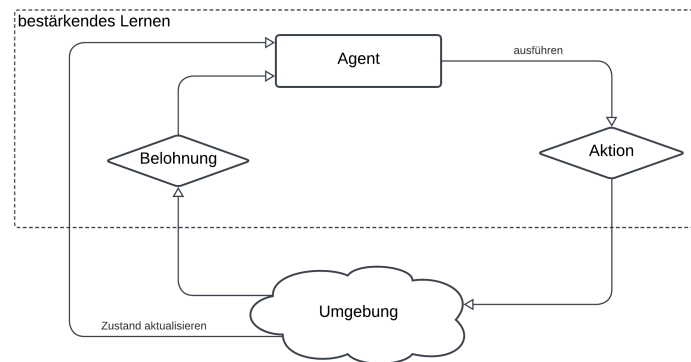 bestärkendes Lernen
Agent
ausführen
Belohnung
Aktion
Umgebung
Zustand aktualisieren